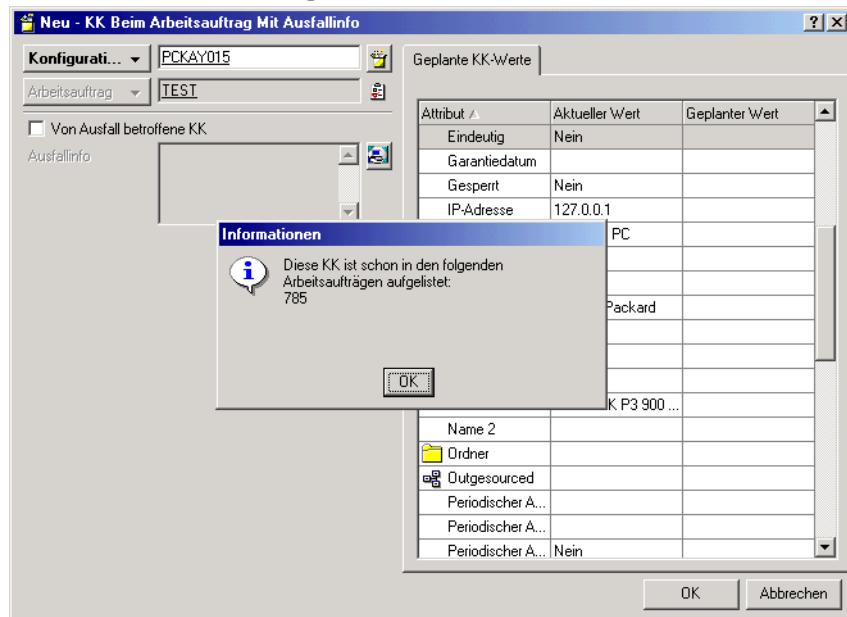 Neu - KK Beim Arbeitsauftrag Mit Ausfallinfo
Konfigurati... PCKAY015
Arbeitsauftrag TEST
Von Ausfall betroffene KK
Ausfallinfo
Geplante KK-Werte
Attribut Aktueller Wert Geplanter Wert
Eindeutig Nein
Garantiedatum
Gesperrt Nein
IP-Adresse 127.0.0.1
PC
Packard
K P3 900 ...
Name 2
Ordner
Outgesourced
Periodischer A...
Periodischer A...
Periodischer A... Nein
Informationen
Diese KK ist schon in den folgenden
Arbeitsaufträgen aufgelistet:
785
OK
OK Abbrechen